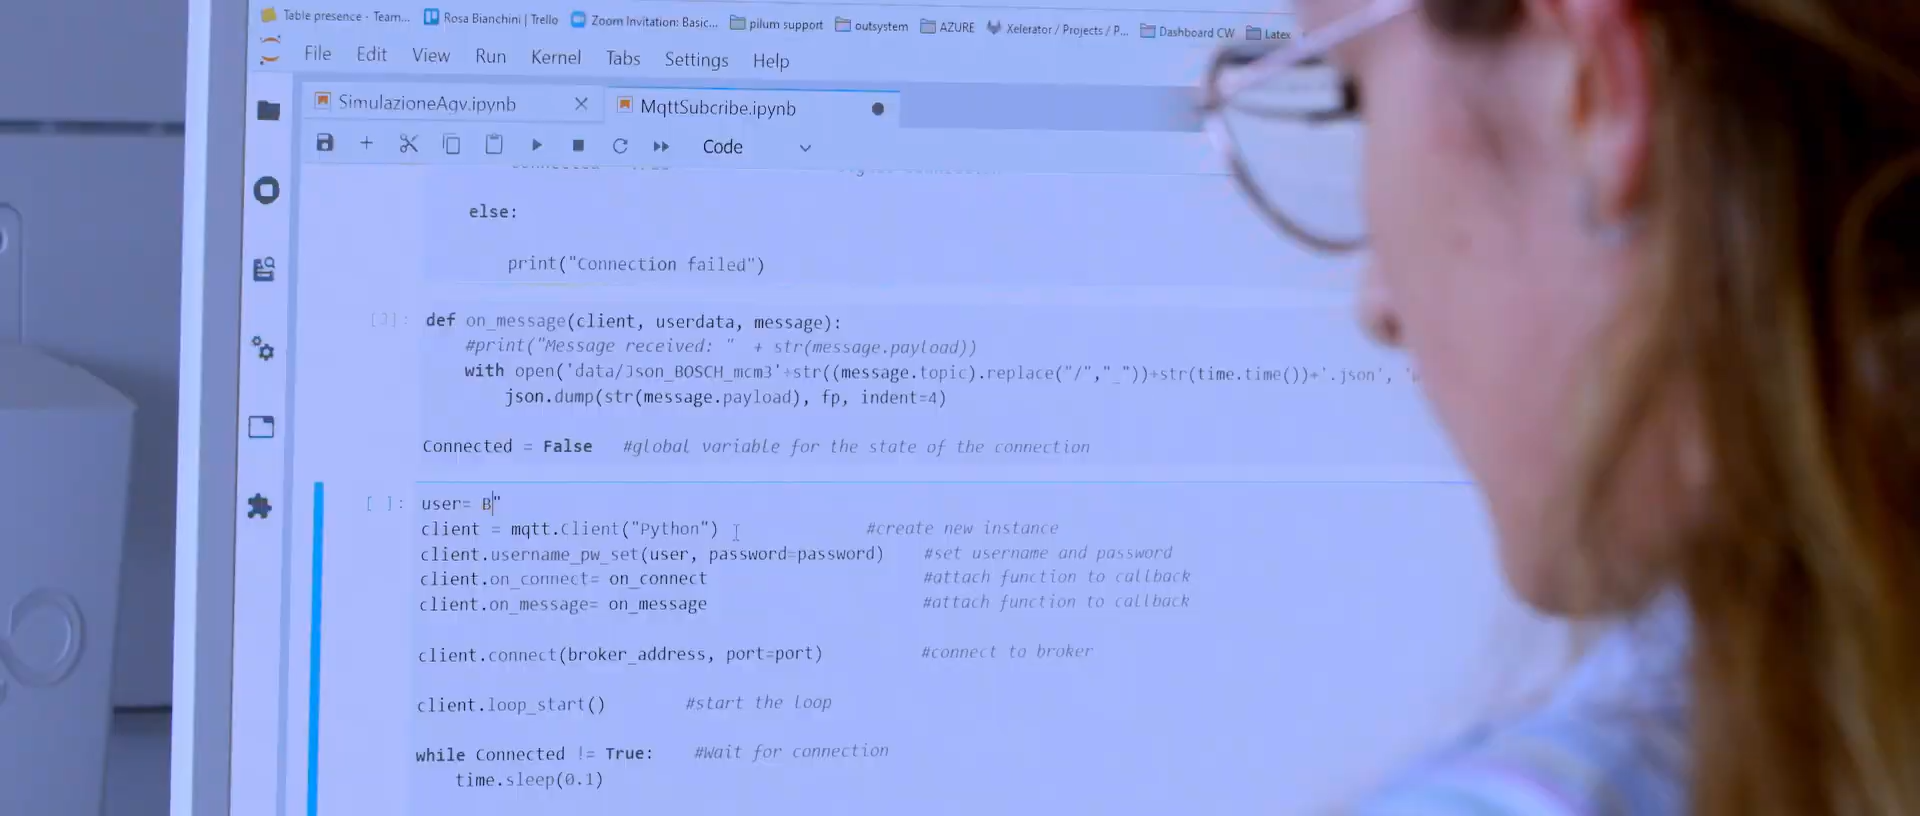 Table presence - Team...
Rosa Bianchini | Trello
Zoom Invitation: Basic...
pilum support
outsystem
AZURE
Xelerator / Projects / P...
Dashboard CW
Latex
File Edit View Run Kernel Tabs Settings Help
SimulazioneAgv.ipynb
MqttSubcribe.ipynb
Code
else:
print("Connection failed")
[3]: def on_message(client, userdata, message):
#print("Message received: " + str(message.payload))
with open('data/Json_BOSCH_mcm3'+str((message.topic).replace("/","_"))+str(time.time())+'.json',
json.dump(str(message.payload), fp, indent=4)
Connected = False #global variable for the state of the connection
[ ]: user= B"
client = mqtt.Client("Python") #create new instance
client.username_pw_set(user, password=password) #set username and password
client.on_connect= on_connect #attach function to callback
client.on_message= on_message #attach function to callback
client.connect(broker_address, port=port) #connect to broker
client.loop_start() #start the loop
while Connected != True: #Wait for connection
time.sleep(0.1)